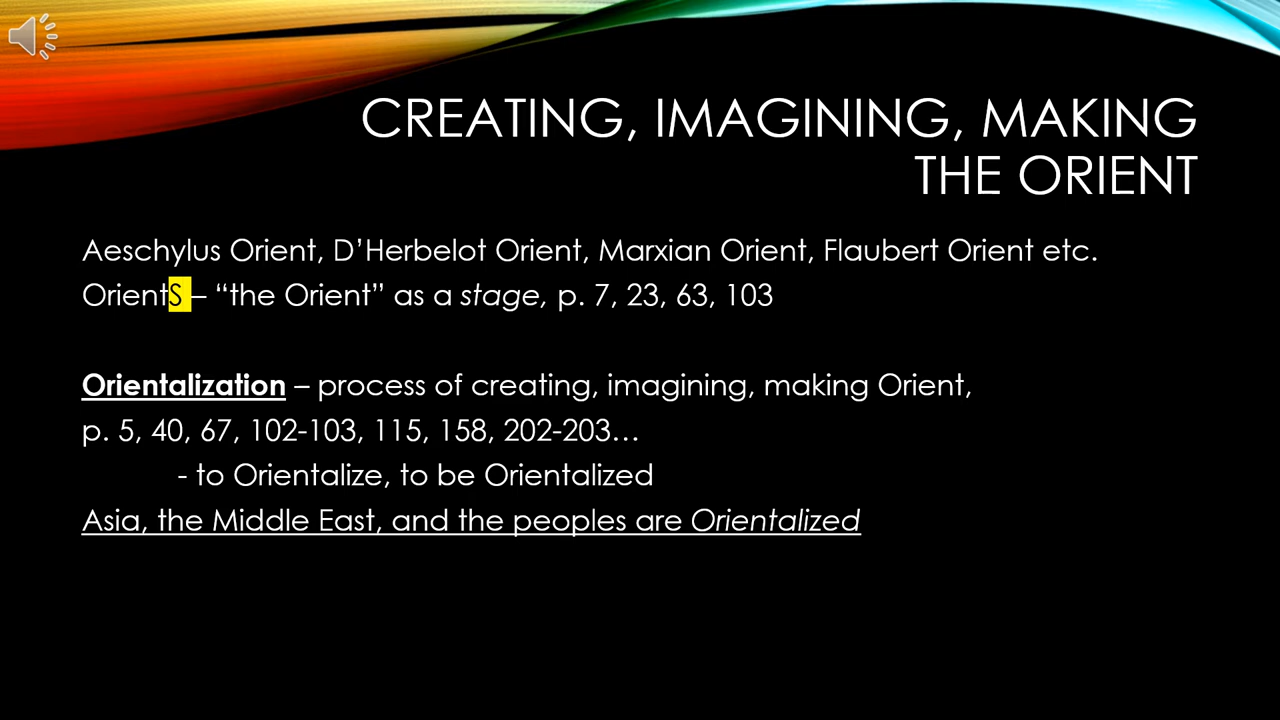 CREATING, IMAGINING, MAKING
THE ORIENT
Aeschylus Orient, D’Herbelot Orient, Marxian Orient, Flaubert Orient etc.
OrientS – “the Orient” as a stage, p. 7, 23, 63, 103
Orientalization – process of creating, imagining, making Orient,
p. 5, 40, 67, 102-103, 115, 158, 202-203…
- to Orientalize, to be Orientalized
Asia, the Middle East, and the peoples are Orientalized